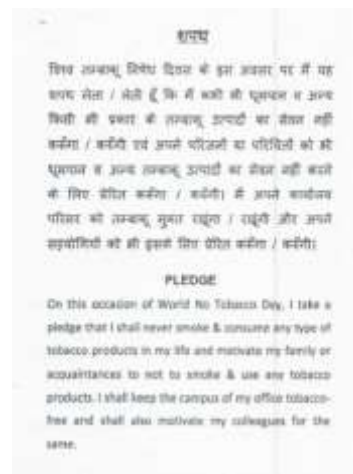 शपथ
विश्व तम्बाकू निषेध दिवस के इस अवसर पर मैं यह
शपथ लेता / लेती हूँ कि मैं कभी भी धूम्रपान व अन्य
किसी भी प्रकार के तम्बाकू उत्पादों का सेवन नहीं
करूँगा / करूँगी एवं अपने परिजनों या परिचितों को भी
धूम्रपान व अन्य तम्बाकू उत्पादों का सेवन नहीं करने
के लिए प्रेरित करूँगा / करूँगी। मैं अपने कार्यालय
परिसर को तम्बाकू मुक्त रखूंगा / रखूंगी और अपने
सहयोगियों को भी इसके लिए प्रेरित करूँगा / करूँगी।
PLEDGE
On this occasion of World No Tobacco Day, I take a
pledge that I shall never smoke & consume any type of
tobacco products in my life and motivate my family or
acquaintances to not to smoke & use any tobacco
products. I shall keep the campus of my office tobacco-
free and shall also motivate my colleagues for the
same.